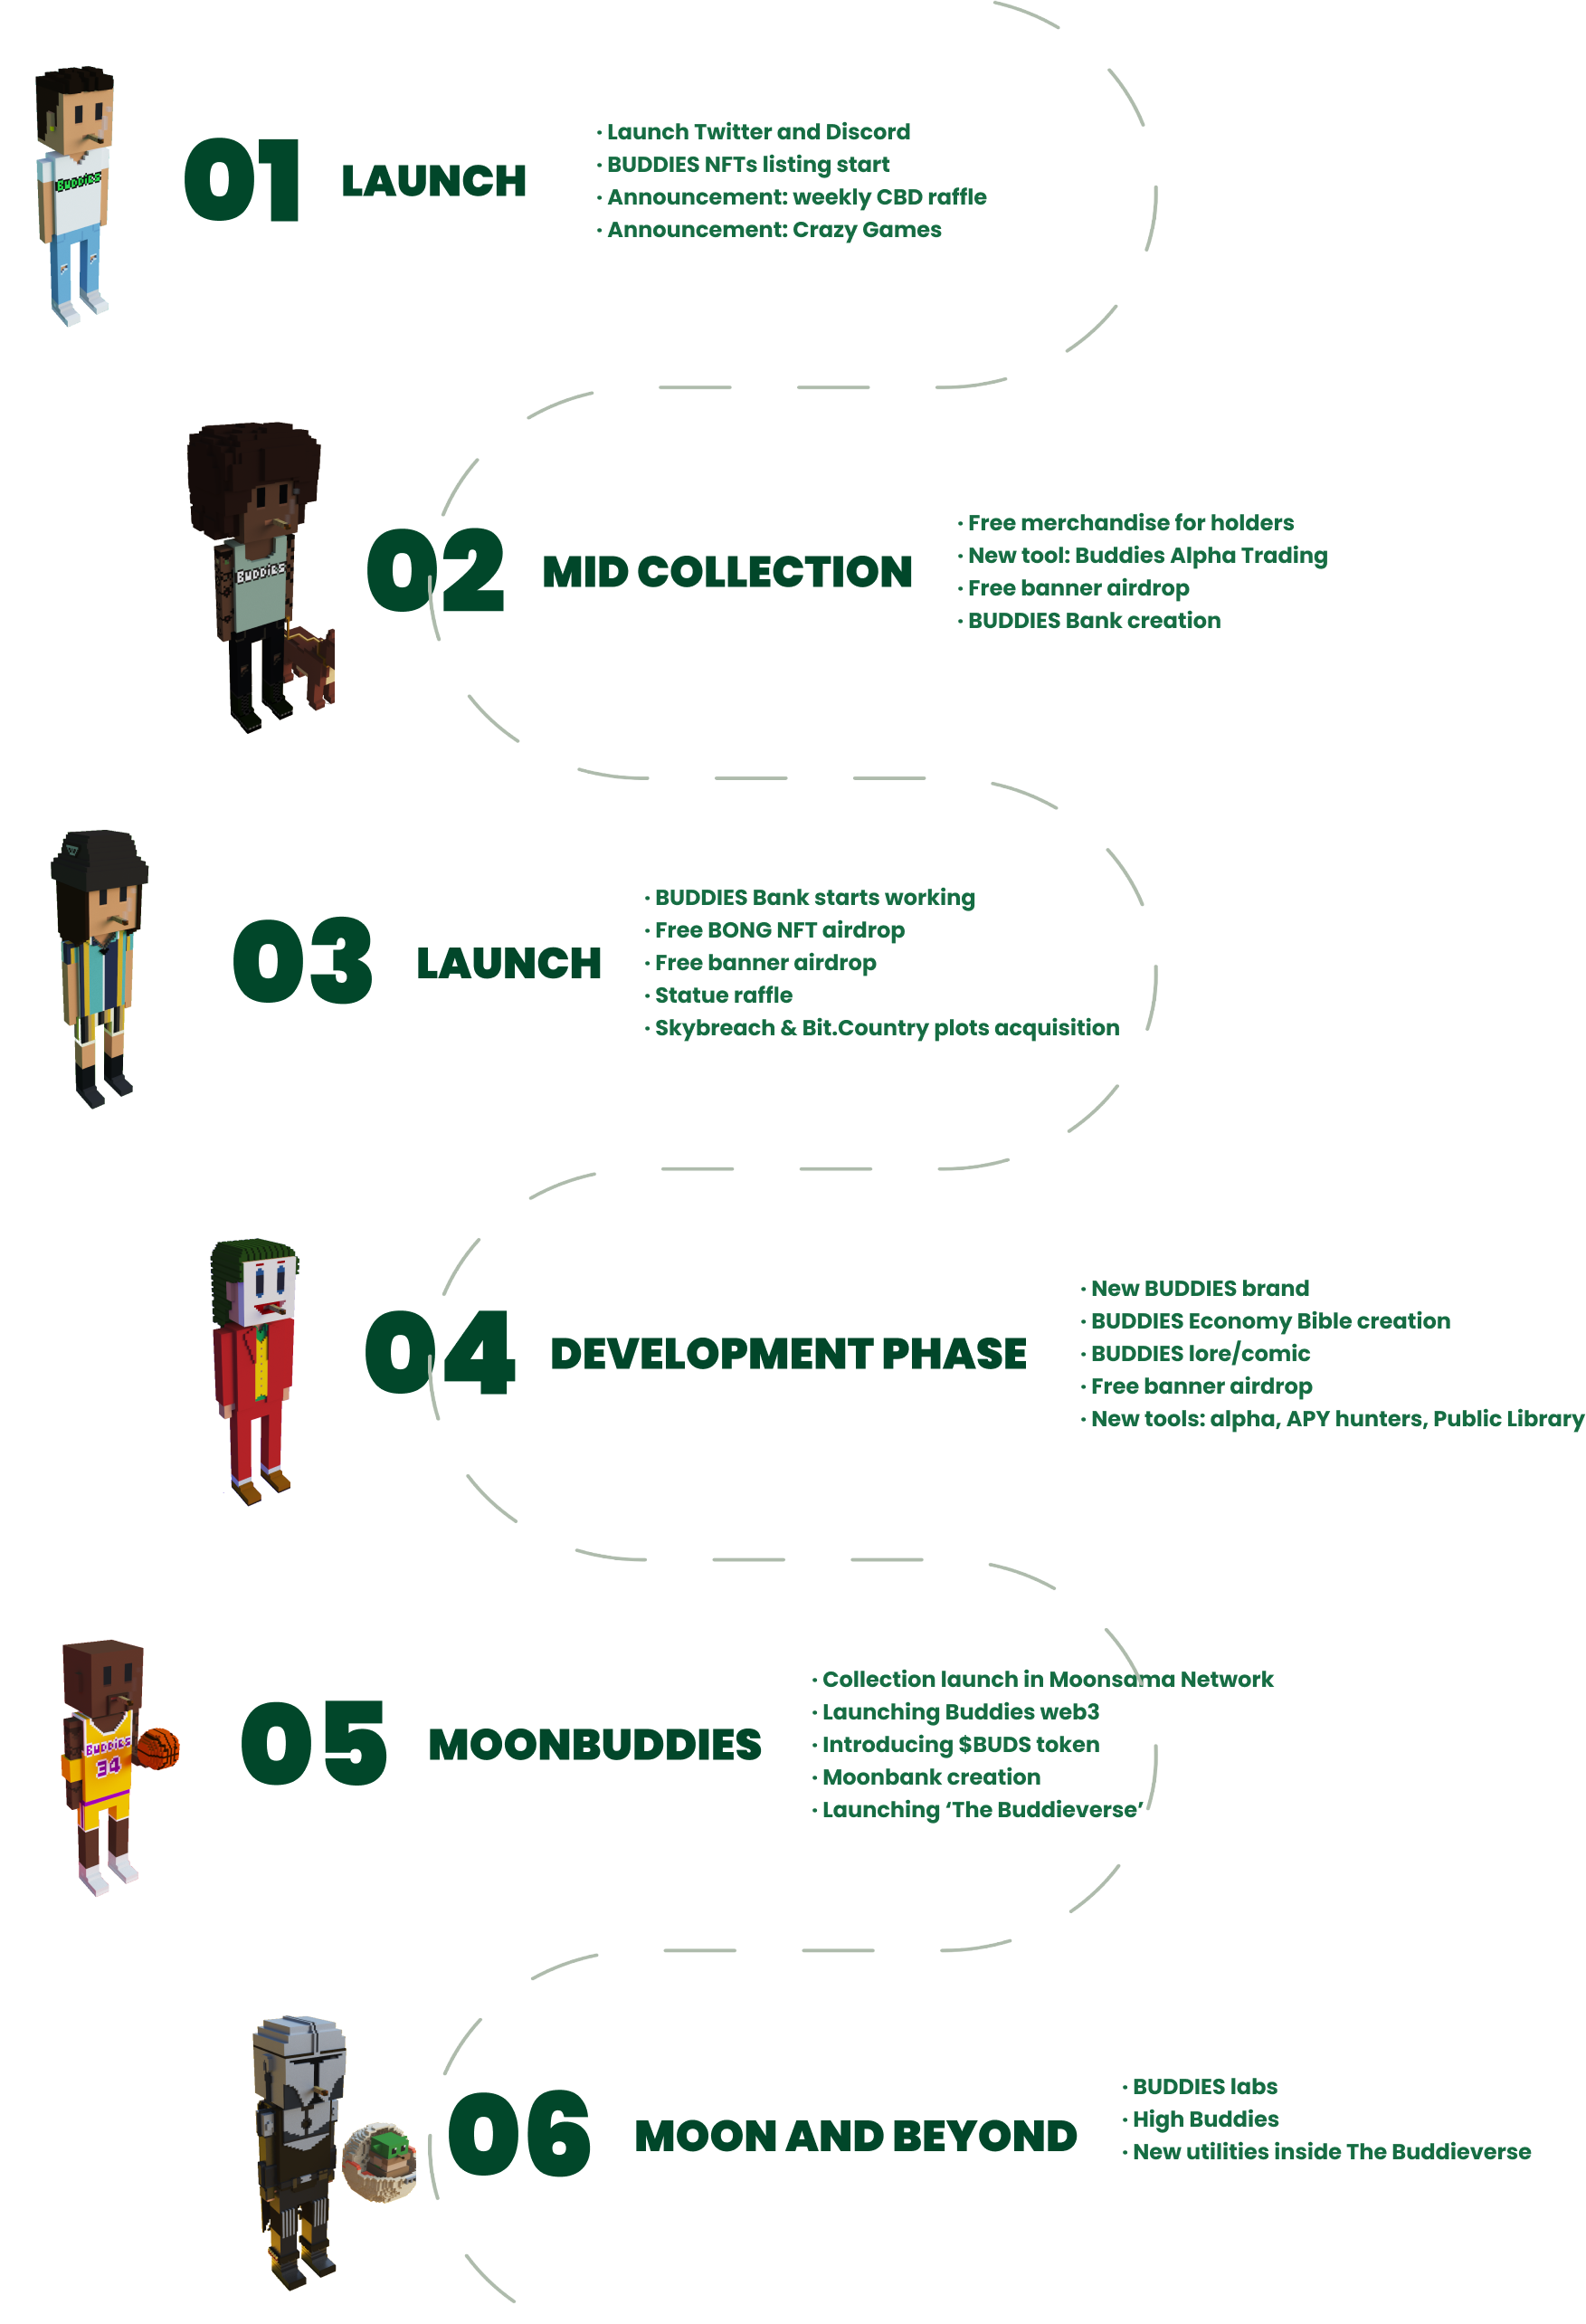 01
LAUNCH
· Launch Twitter and Discord
· BUDDIES NFTs listing start
· Announcement: weekly CBD raffle
· Announcement: Crazy Games
BUDDIES
02
MID COLLECTION
· Free merchandise for holders
· New tool: Buddies Alpha Trading
· Free banner airdrop
· BUDDIES Bank creation
BUDDIES
03
LAUNCH
· BUDDIES Bank starts working
· Free BONG NFT airdrop
· Free banner airdrop
· Statue raffle
· Skybreach & Bit.Country plots acquisition
04
DEVELOPMENT PHASE
· New BUDDIES brand
· BUDDIES Economy Bible creation
· BUDDIES lore/comic
· Free banner airdrop
· New tools: alpha, APY hunters, Public Library
05
MOONBUDDIES
· Collection launch in Moonsama Network
· Launching Buddies web3
· Introducing $BUDS token
· Moonbank creation
· Launching ‘The Buddieverse’
BUDDIES
34
06
MOON AND BEYOND
· BUDDIES labs
· High Buddies
· New utilities inside The Buddieverse